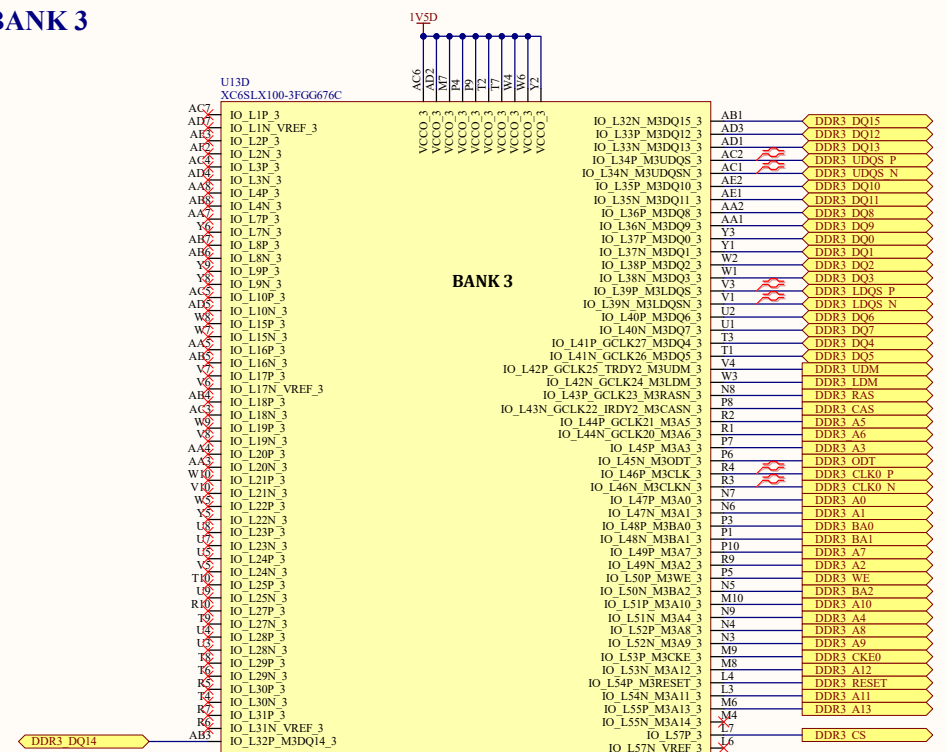 BANK 3
1V5D
U13D
XC6SLX100-3FGG676C
AC6 AD2 M7 P4 P9 T2 T7 W4 W6 Y2
VCCO_3 VCCO_3 VCCO_3 VCCO_3 VCCO_3 VCCO_3 VCCO_3 VCCO_3 VCCO_3 VCCO_3
BANK 3
AC7 IO_L1P_3
AD7 IO_L1N_VREF_3
AE3 IO_L2P_3
AF2 IO_L2N_3
AC4 IO_L3P_3
AD4 IO_L3N_3
AA8 IO_L4P_3
AB8 IO_L4N_3
AA7 IO_L7P_3
Y6 IO_L7N_3
AB7 IO_L8P_3
AB6 IO_L8N_3
Y9 IO_L9P_3
Y8 IO_L9N_3
AC5 IO_L10P_3
AD5 IO_L10N_3
W8 IO_L15P_3
W7 IO_L15N_3
AA5 IO_L16P_3
AB5 IO_L16N_3
V7 IO_L17P_3
V6 IO_L17N_VREF_3
AB4 IO_L18P_3
AC3 IO_L18N_3
W9 IO_L19P_3
V8 IO_L19N_3
AA4 IO_L20P_3
AA3 IO_L20N_3
W10 IO_L21P_3
V10 IO_L21N_3
W5 IO_L22P_3
Y5 IO_L22N_3
U8 IO_L23P_3
U7 IO_L23N_3
U5 IO_L24P_3
V5 IO_L24N_3
T10 IO_L25P_3
U9 IO_L25N_3
R10 IO_L27P_3
T9 IO_L27N_3
U4 IO_L28P_3
U3 IO_L28N_3
T8 IO_L29P_3
T6 IO_L29N_3
R5 IO_L30P_3
T4 IO_L30N_3
R7 IO_L31P_3
R6 IO_L31N_VREF_3
DDR3_DQ14 AB3 IO_L32P_M3DQ14_3
IO_L32N_M3DQ15_3 AB1 DDR3_DQ15
IO_L33P_M3DQ12_3 AD3 DDR3_DQ12
IO_L33N_M3DQ13_3 AD1 DDR3_DQ13
IO_L34P_M3UDQS_3 AC2 DDR3_UDQS_P
IO_L34N_M3UDQSN_3 AC1 DDR3_UDQS_N
IO_L35P_M3DQ10_3 AE2 DDR3_DQ10
IO_L35N_M3DQ11_3 AE1 DDR3_DQ11
IO_L36P_M3DQ8_3 AA2 DDR3_DQ8
IO_L36N_M3DQ9_3 AA1 DDR3_DQ9
IO_L37P_M3DQ0_3 Y3 DDR3_DQ0
IO_L37N_M3DQ1_3 Y1 DDR3_DQ1
IO_L38P_M3DQ2_3 W2 DDR3_DQ2
IO_L38N_M3DQ3_3 W1 DDR3_DQ3
IO_L39P_M3LDQS_3 V3 DDR3_LDQS_P
IO_L39N_M3LDQSN_3 V1 DDR3_LDQS_N
IO_L40P_M3DQ6_3 U2 DDR3_DQ6
IO_L40N_M3DQ7_3 U1 DDR3_DQ7
IO_L41P_GCLK27_M3DQ4_3 T3 DDR3_DQ4
IO_L41N_GCLK26_M3DQ5_3 T1 DDR3_DQ5
IO_L42P_GCLK25_TRDY2_M3UDM_3 V4 DDR3_UDM
IO_L42N_GCLK24_M3LDM_3 W3 DDR3_LDM
IO_L43P_GCLK23_M3RASN_3 N8 DDR3_RAS
IO_L43N_GCLK22_IRDY2_M3CASN_3 P8 DDR3_CAS
IO_L44P_GCLK21_M3A5_3 R2 DDR3_A5
IO_L44N_GCLK20_M3A6_3 R1 DDR3_A6
IO_L45P_M3A3_3 P7 DDR3_A3
IO_L45N_M3ODT_3 P6 DDR3_ODT
IO_L46P_M3CLK_3 R4 DDR3_CLK0_P
IO_L46N_M3CLKN_3 R3 DDR3_CLK0_N
IO_L47P_M3A0_3 N7 DDR3_A0
IO_L47N_M3A1_3 N6 DDR3_A1
IO_L48P_M3BA0_3 P3 DDR3_BA0
IO_L48N_M3BA1_3 P1 DDR3_BA1
IO_L49P_M3A7_3 P10 DDR3_A7
IO_L49N_M3A2_3 R9 DDR3_A2
IO_L50P_M3WE_3 P5 DDR3_WE
IO_L50N_M3BA2_3 N5 DDR3_BA2
IO_L51P_M3A10_3 M10 DDR3_A10
IO_L51N_M3A4_3 N9 DDR3_A4
IO_L52P_M3A8_3 N4 DDR3_A8
IO_L52N_M3A9_3 N3 DDR3_A9
IO_L53P_M3CKE_3 M9 DDR3_CKE0
IO_L53N_M3A12_3 M8 DDR3_A12
IO_L54P_M3RESET_3 L4 DDR3_RESET
IO_L54N_M3A11_3 L3 DDR3_A11
IO_L55P_M3A13_3 M6 DDR3_A13
IO_L55N_M3A14_3 M4
IO_L57P_3 L7 DDR3_CS
IO_L57N_VREF_3 L6